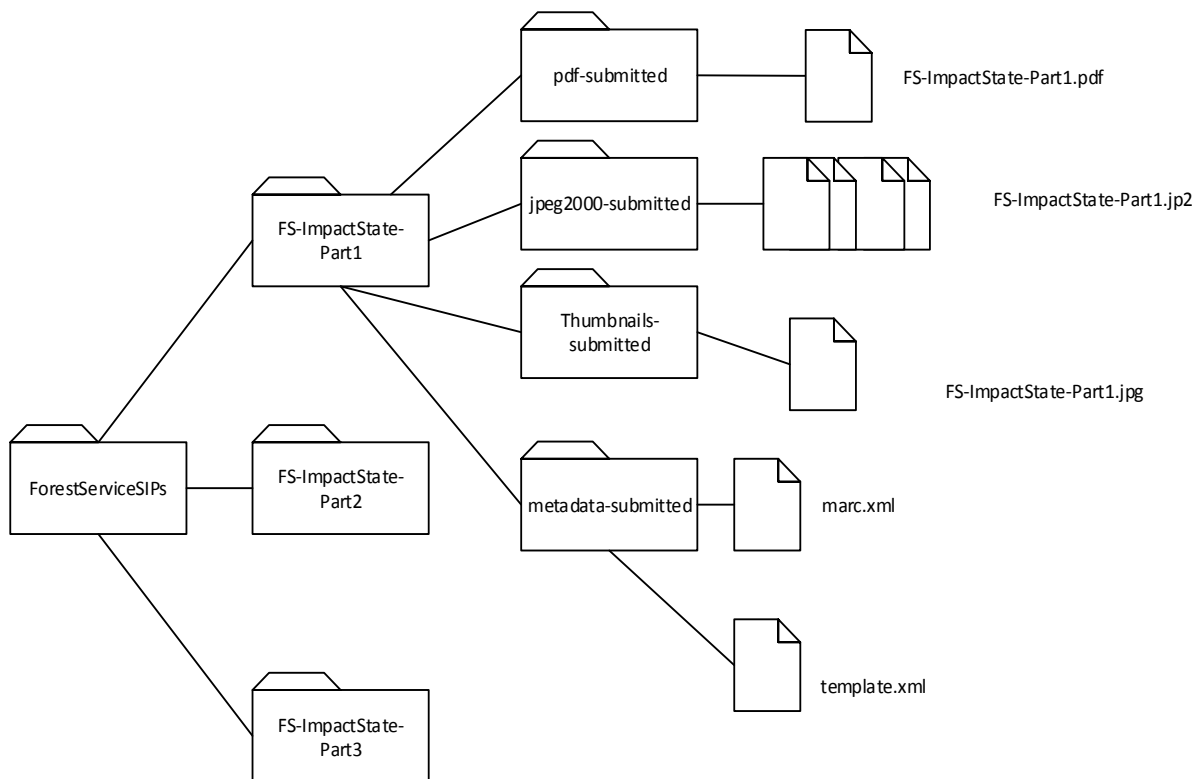 pdf-submitted
FS-ImpactState-Part1.pdf
FS-ImpactState-
Part1
jpeg2000-submitted
FS-ImpactState-Part1.jp2
Thumbnails-
submitted
FS-ImpactState-Part1.jpg
ForestServiceSIPs
FS-ImpactState-
Part2
metadata-submitted
marc.xml
template.xml
FS-ImpactState-
Part3